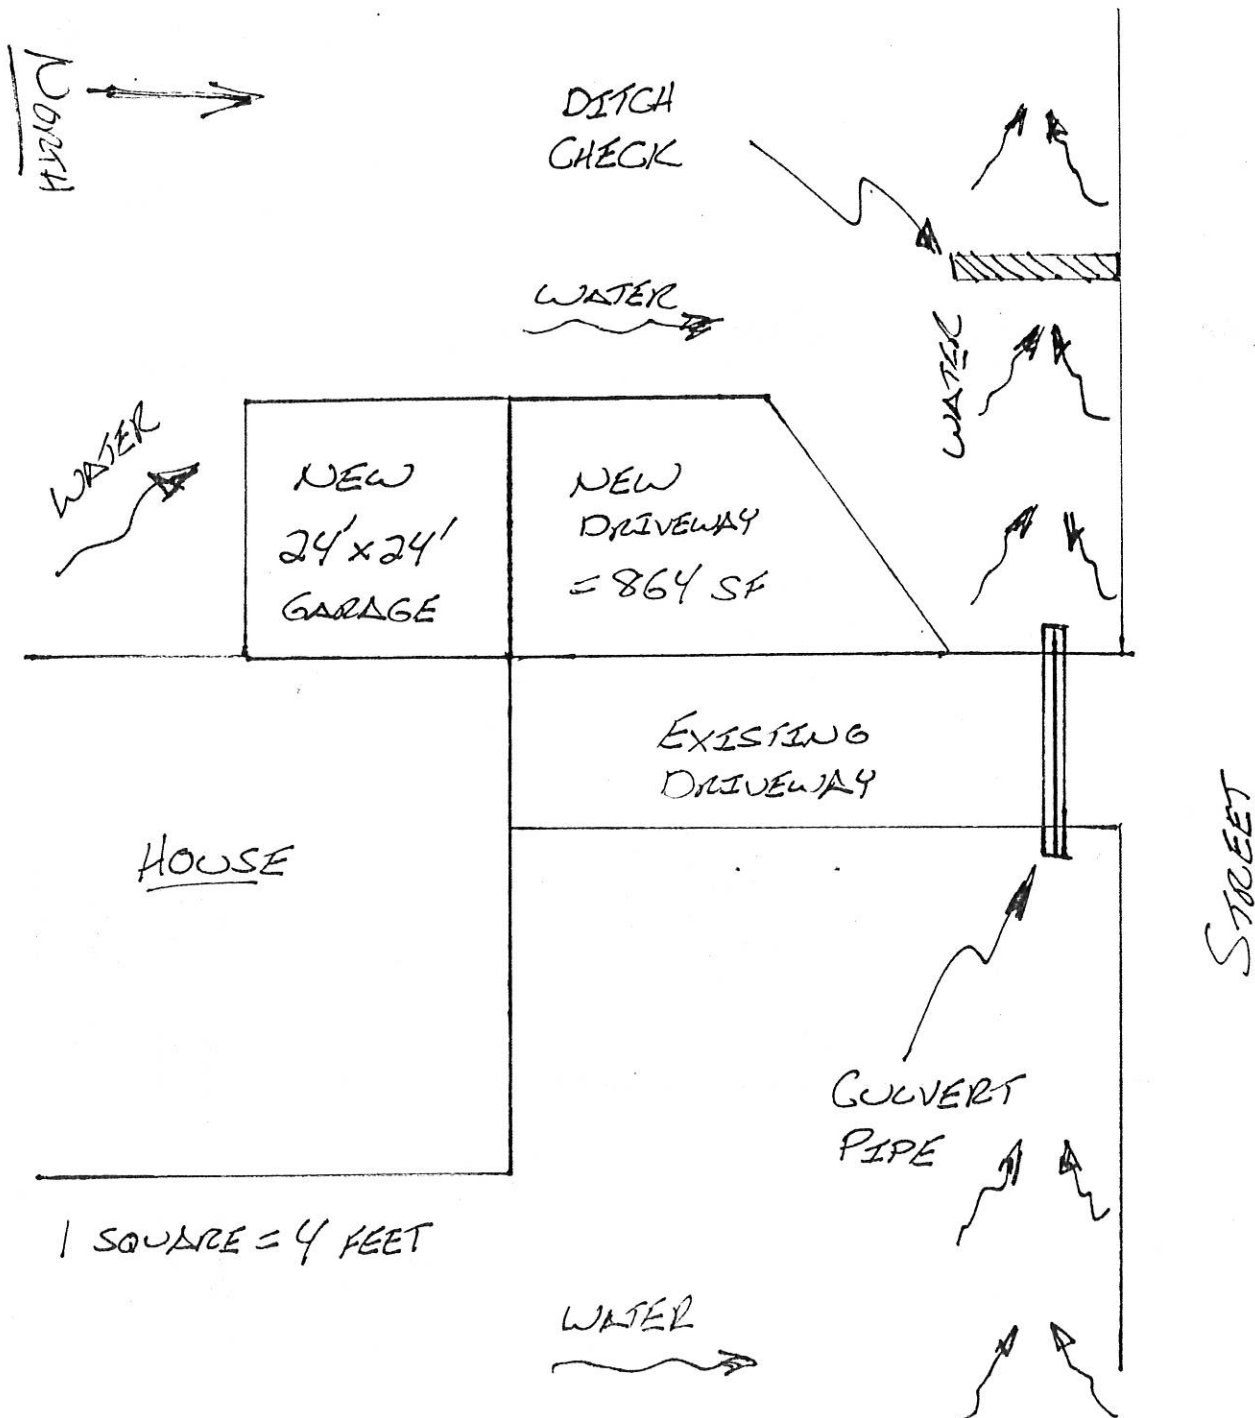 NORTH
DITCH
CHECK
WATER
WATER
WATER
NEW
24'x24'
GARAGE
NEW
DRIVEWAY
=864 SF
EXISTING
DRIVEWAY
HOUSE
STREET
CULVERT
PIPE
1 SQUARE=4 FEET
WATER